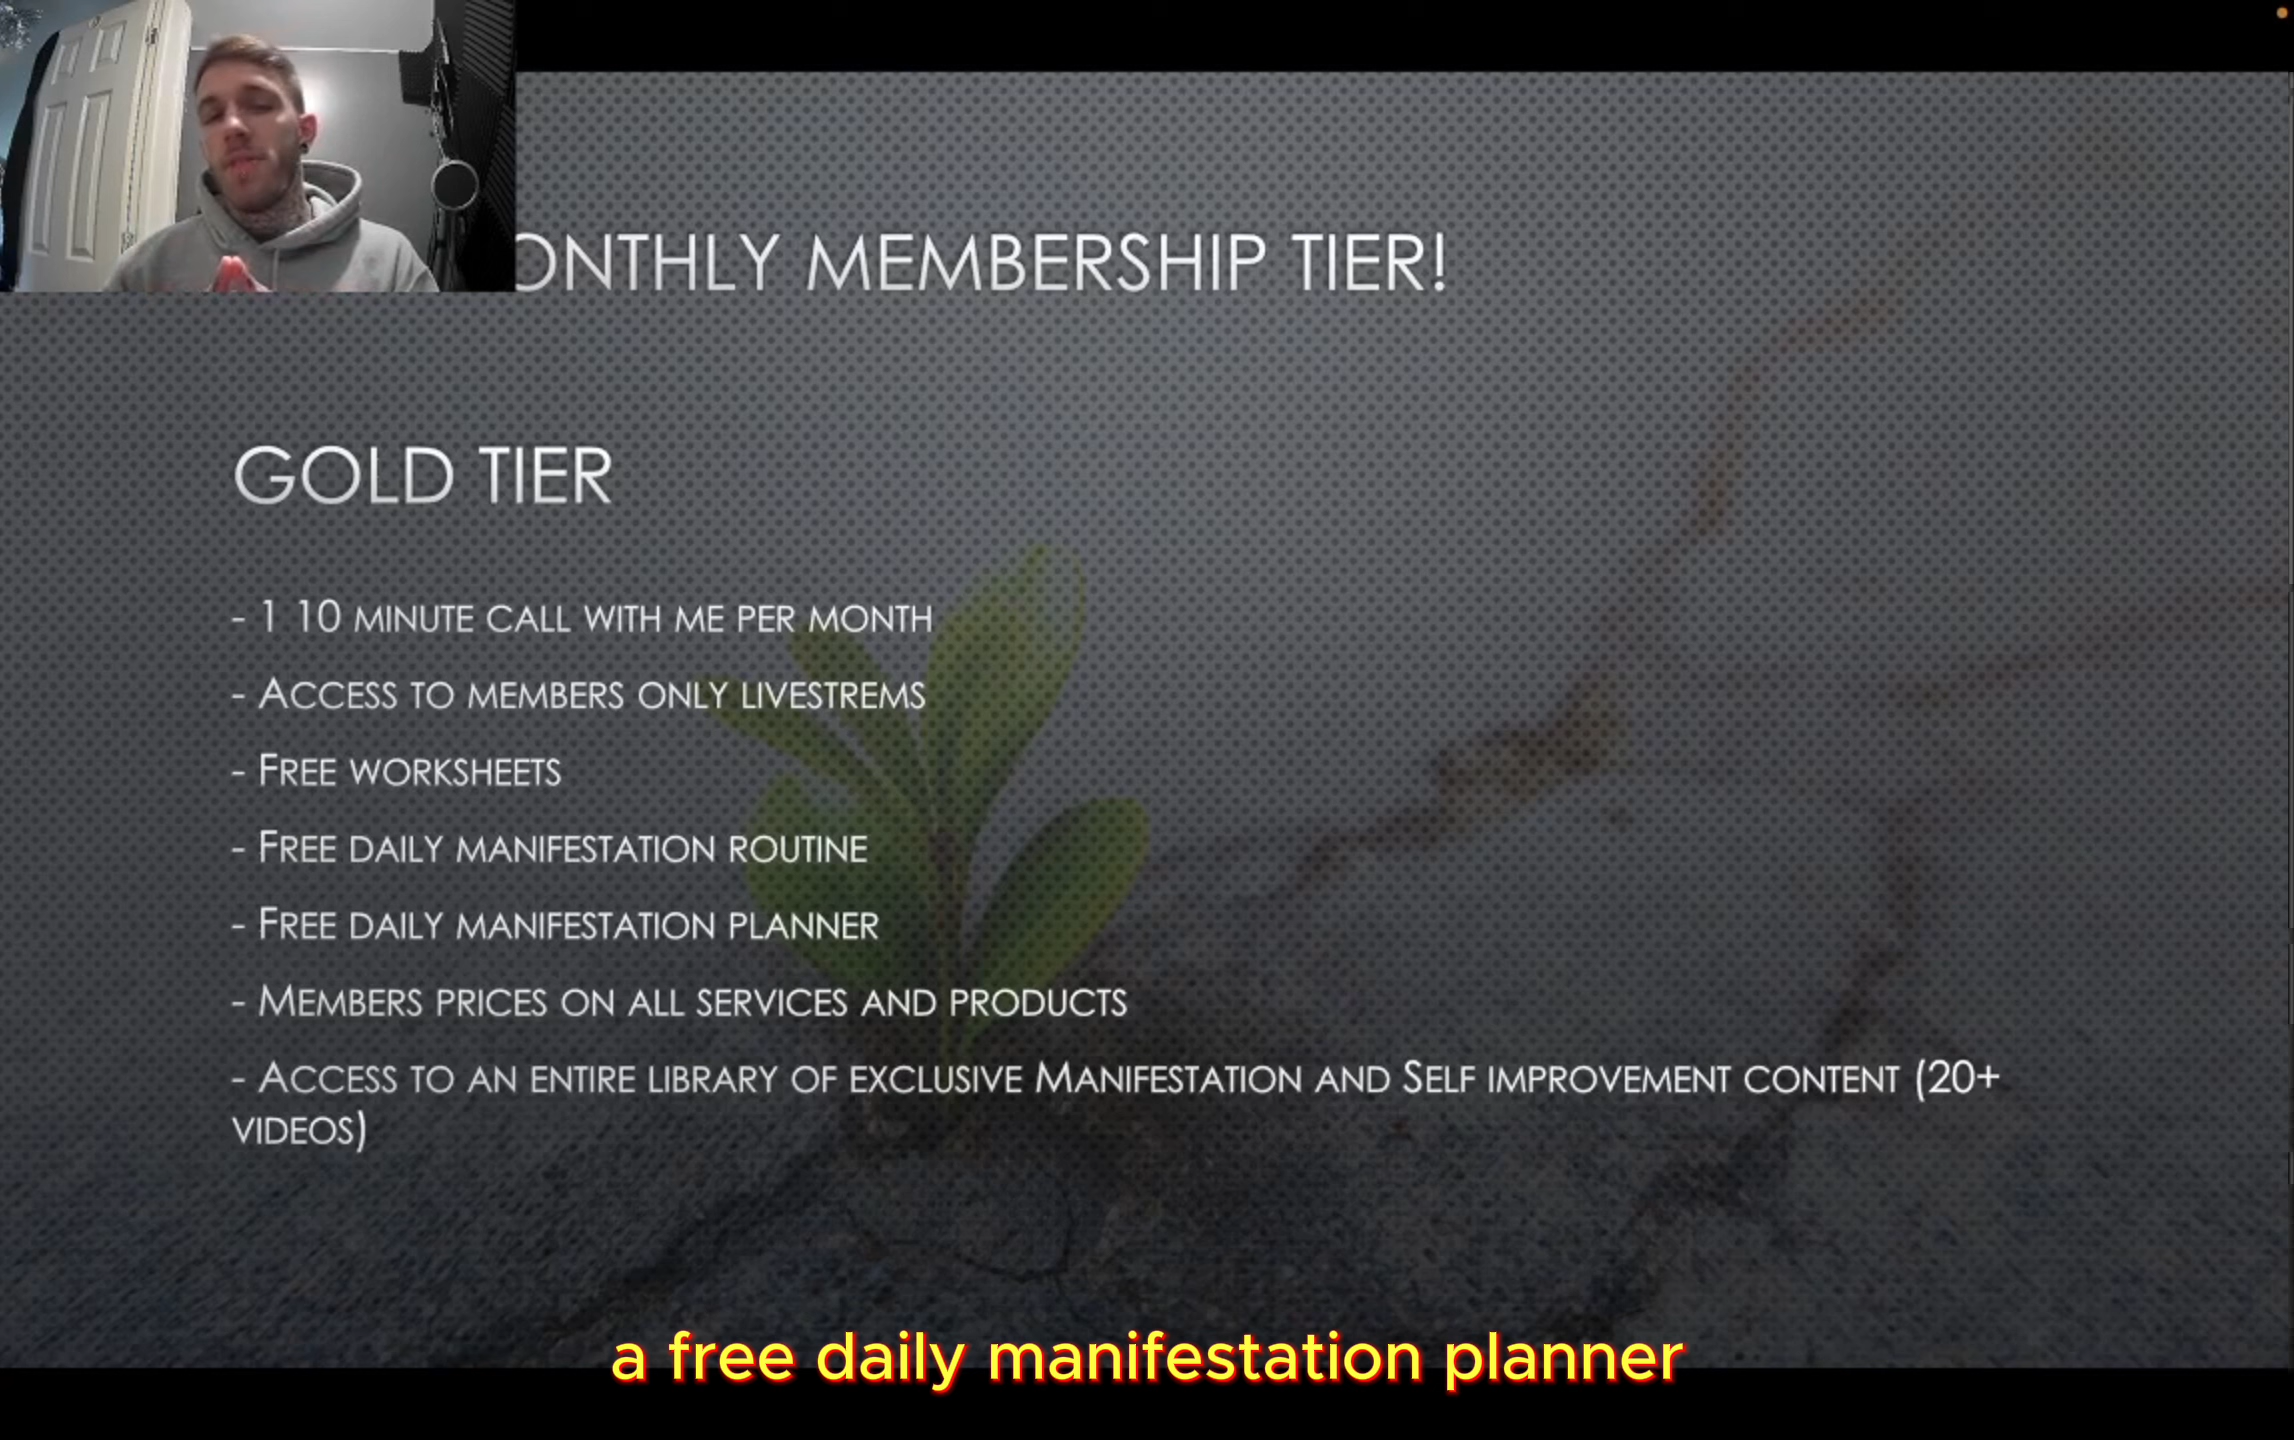 ONTHLY MEMBERSHIP TIER!
GOLD TIER
- 1 10 MINUTE CALL WITH ME PER MONTH
- ACCESS TO MEMBERS ONLY LIVESTREMS
- FREE WORKSHEETS
- FREE DAILY MANIFESTATION ROUTINE
- FREE DAILY MANIFESTATION PLANNER
- MEMBERS PRICES ON ALL SERVICES AND PRODUCTS
- ACCESS TO AN ENTIRE LIBRARY OF EXCLUSIVE MANIFESTATION AND SELF IMPROVEMENT CONTENT (20+
VIDEOS)
a free daily manifestation planner